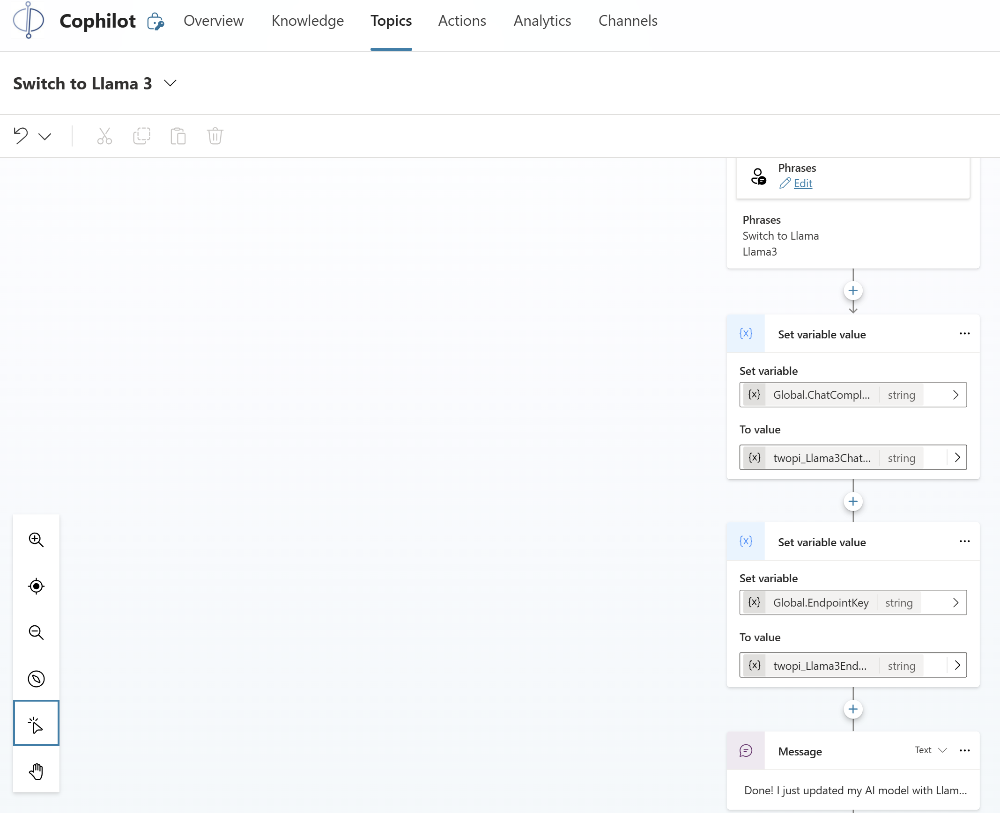 Cophilot Overview Knowledge Topics Actions Analytics Channels
Switch to Llama 3
Phrases
Edit
Phrases
Switch to Llama
Llama3
Set variable value
Set variable
{x} Global.ChatCompl... string
To value
{x} twopi_Llama3Chat... string
Set variable value
Set variable
{x} Global.EndpointKey string
To value
{x} twopi_Llama3End... string
Message Text
Done! I just updated my AI model with Llam...